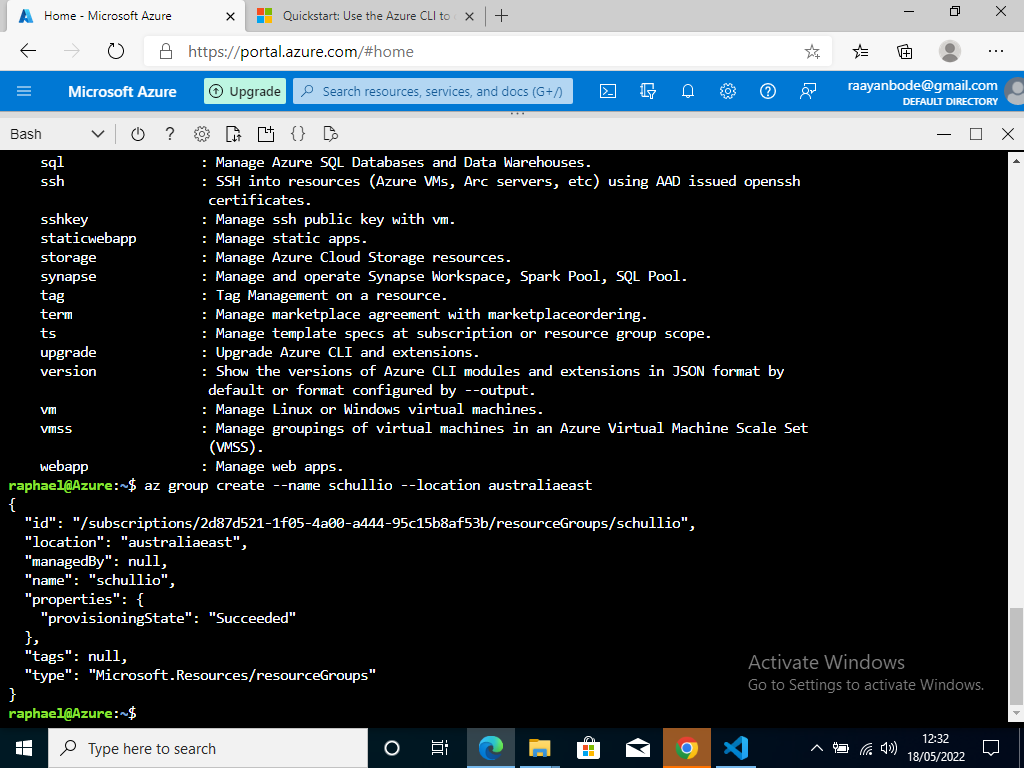 Home - Microsoft Azure
Quickstart: Use the Azure CLI to
https://portal.azure.com/#home
Microsoft Azure
Upgrade
Search resources, services, and docs (G+/)
raayanbode@gmail.com
DEFAULT DIRECTORY
Bash
sql : Manage Azure SQL Databases and Data Warehouses.
ssh : SSH into resources (Azure VMs, Arc servers, etc) using AAD issued openssh
certificates.
sshkey : Manage ssh public key with vm.
staticwebapp : Manage static apps.
storage : Manage Azure Cloud Storage resources.
synapse : Manage and operate Synapse Workspace, Spark Pool, SQL Pool.
tag : Tag Management on a resource.
term : Manage marketplace agreement with marketplaceordering.
ts : Manage template specs at subscription or resource group scope.
upgrade : Upgrade Azure CLI and extensions.
version : Show the versions of Azure CLI modules and extensions in JSON format by
default or format configured by --output.
vm : Manage Linux or Windows virtual machines.
vmss : Manage groupings of virtual machines in an Azure Virtual Machine Scale Set
(VMSS).
webapp : Manage web apps.
raphael@Azure:~$ az group create --name schullio --location australiaeast
{
"id": "/subscriptions/2d87d521-1f05-4a00-a444-95c15b8af53b/resourceGroups/schullio",
"location": "australiaeast",
"managedBy": null,
"name": "schullio",
"properties": {
"provisioningState": "Succeeded"
},
"tags": null,
"type": "Microsoft.Resources/resourceGroups"
}
raphael@Azure:~$
Activate Windows
Go to Settings to activate Windows.
Type here to search
12:32
18/05/2022